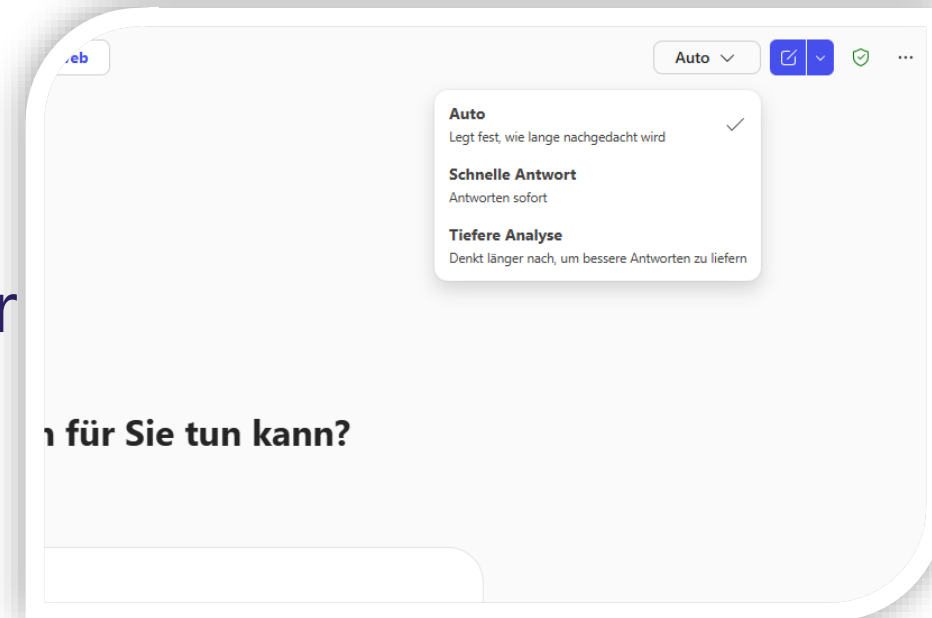 eb
Auto
Auto
Legt fest, wie lange nachgedacht wird
Schnelle Antwort
Antworten sofort
Tiefere Analyse
Denkt länger nach, um bessere Antworten zu liefern
r
n für Sie tun kann?